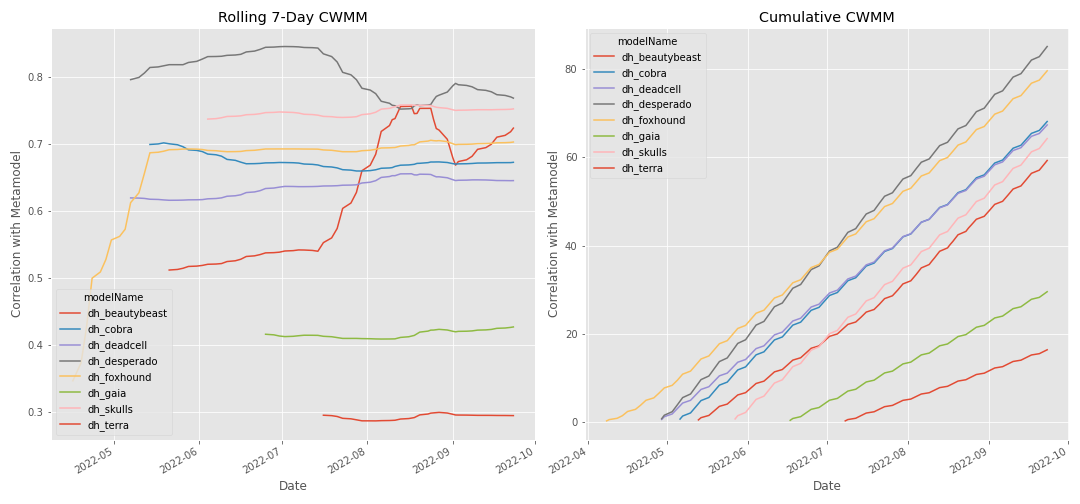 Rolling 7-Day CWMM
Correlation with Metamodel
0.8
0.7
0.6
0.5
0.4
0.3
modelName
dh_beautybeast
dh_cobra
dh_deadcell
dh_desperado
dh_foxhound
dh_gaia
dh_skulls
dh_terra
2022-05
2022-06
2022-07
2022-08
2022-09
2022-10
Date
Cumulative CWMM
Correlation with Metamodel
80
60
40
20
0
modelName
dh_beautybeast
dh_cobra
dh_deadcell
dh_desperado
dh_foxhound
dh_gaia
dh_skulls
dh_terra
2022-04
2022-05
2022-06
2022-07
2022-08
2022-09
2022-10
Date